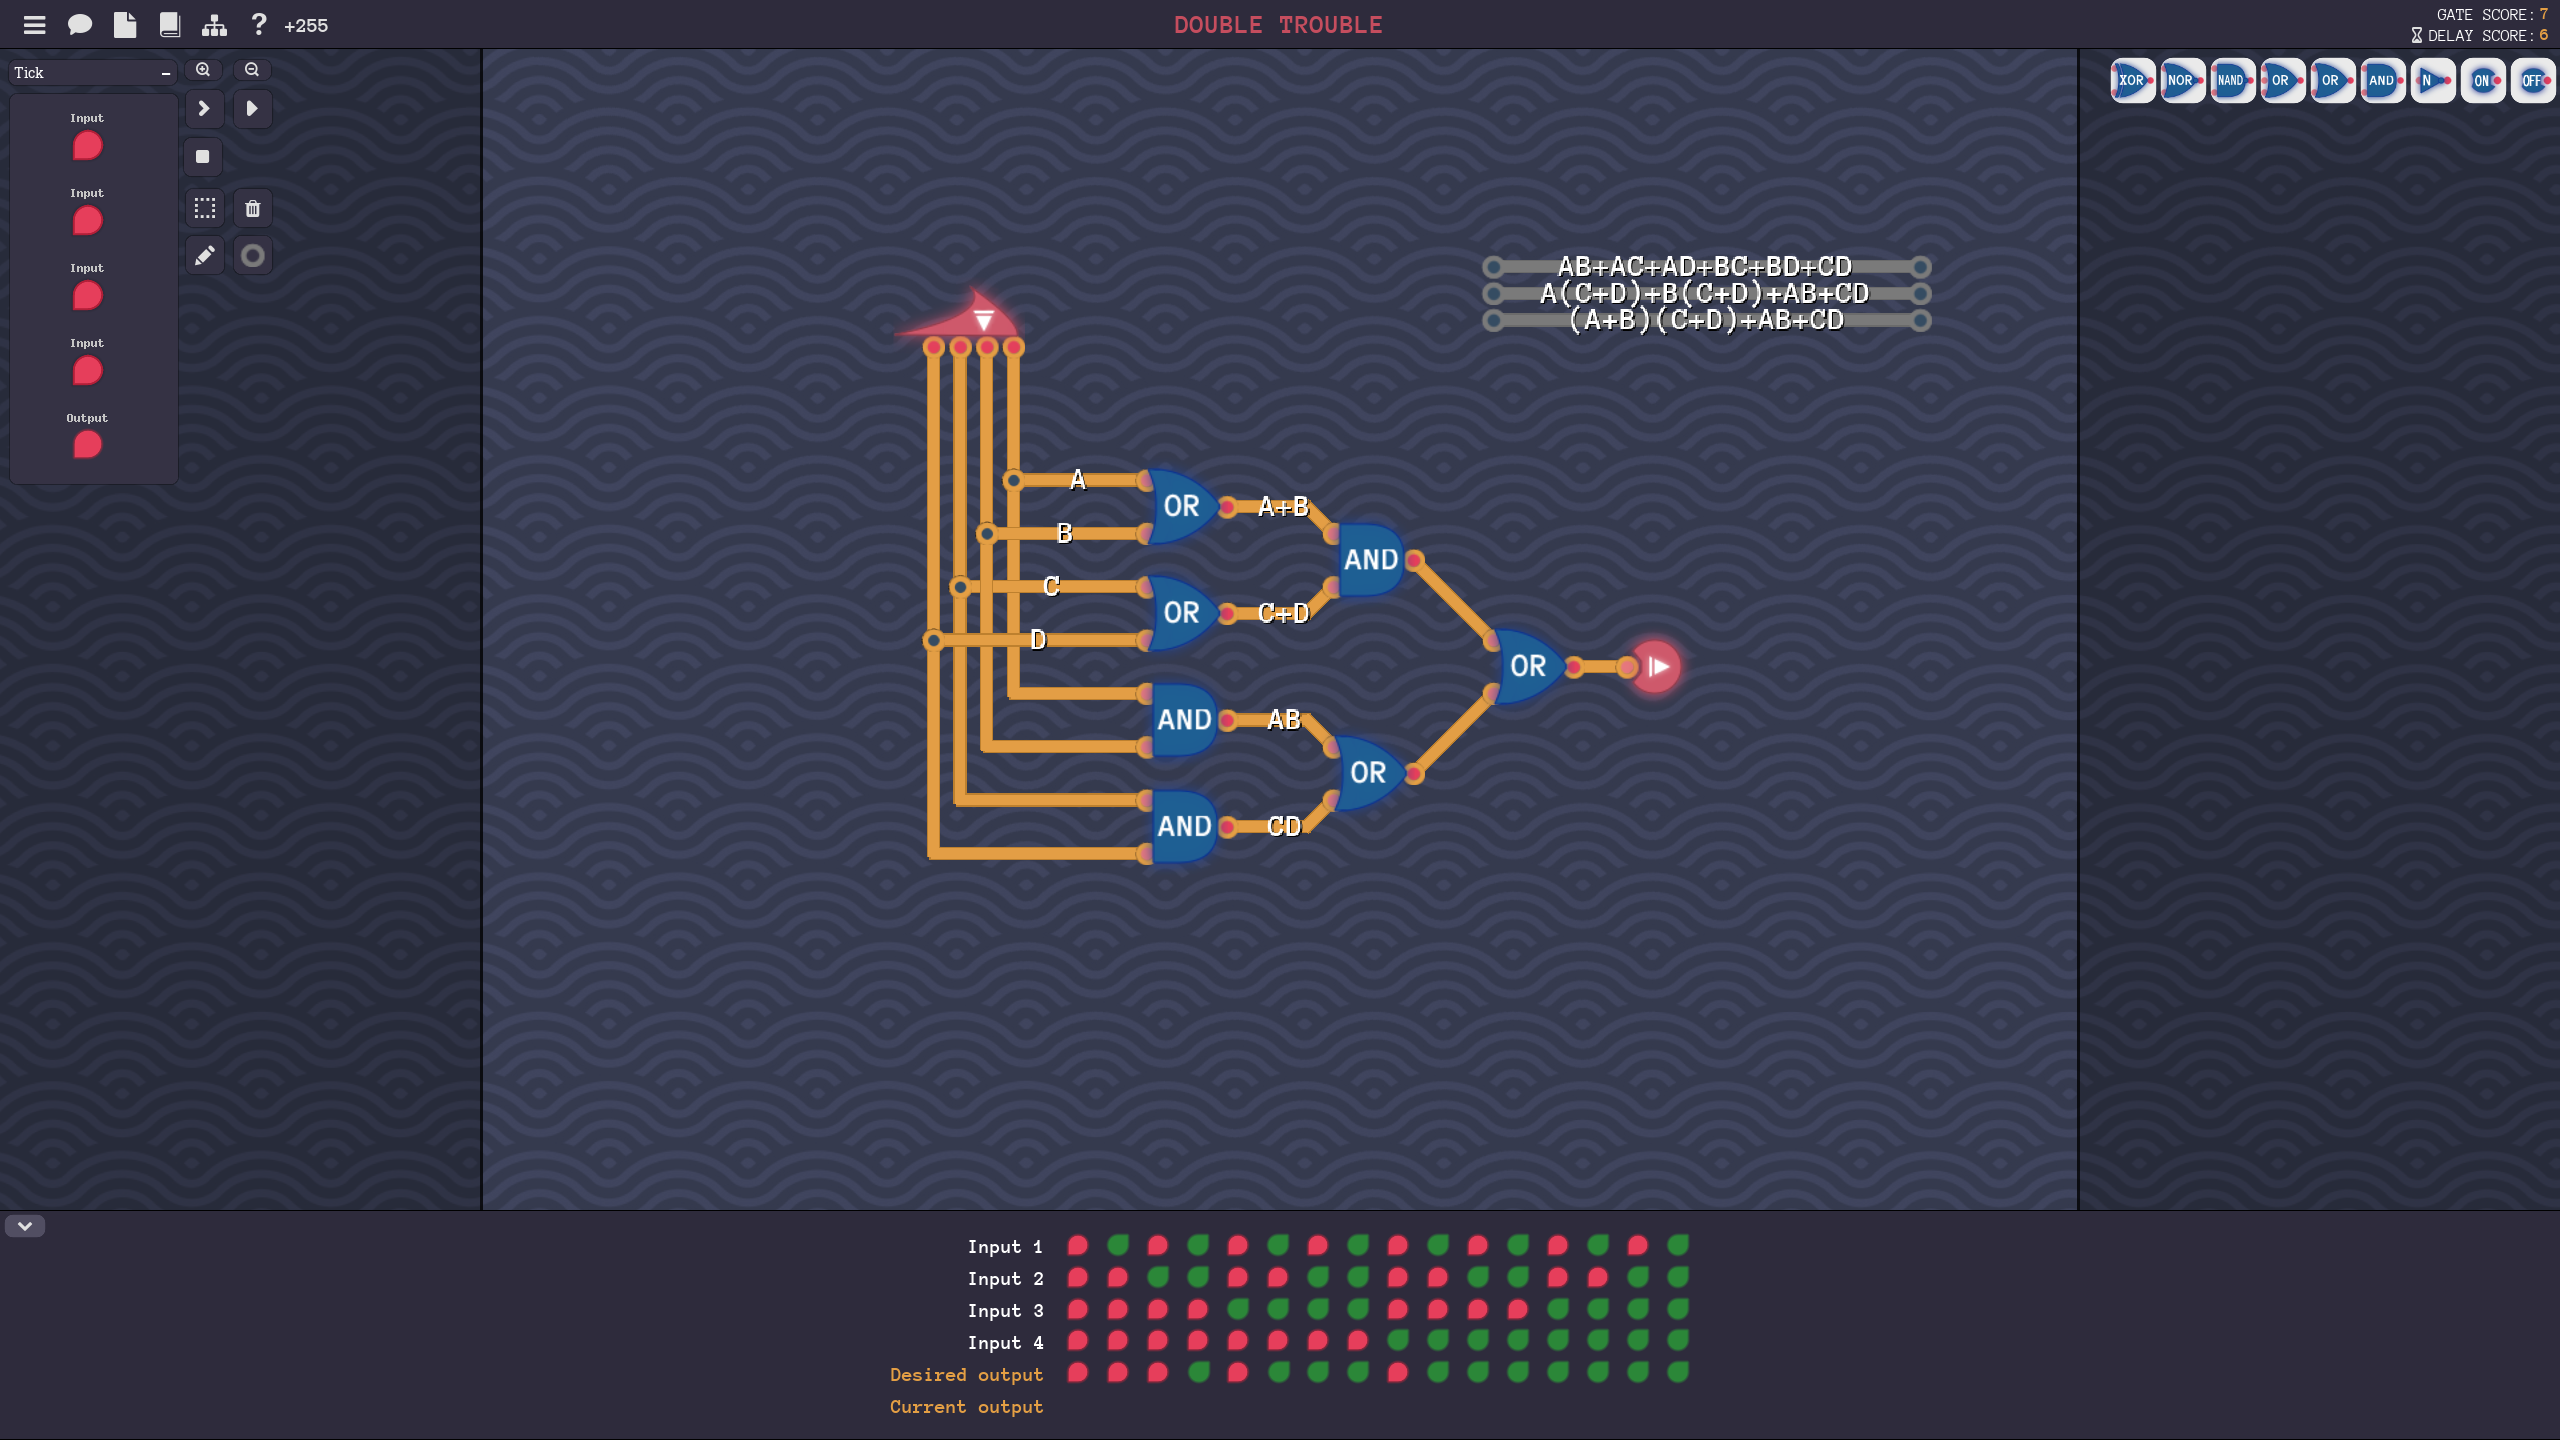 +255
DOUBLE TROUBLE
GATE SCORE: 7
DELAY SCORE: 6
Tick
Input
Input
Input
Input
Output
XOR NOR NAND OR OR AND N ON OFF
AB+AC+AD+BC+BD+CD
A(C+D)+B(C+D)+AB+CD
(A+B)(C+D)+AB+CD
A
OR
A+B
B
AND
C
OR
C+D
D
OR
AND
AB
OR
AND
CD
Input 1
Input 2
Input 3
Input 4
Desired output
Current output